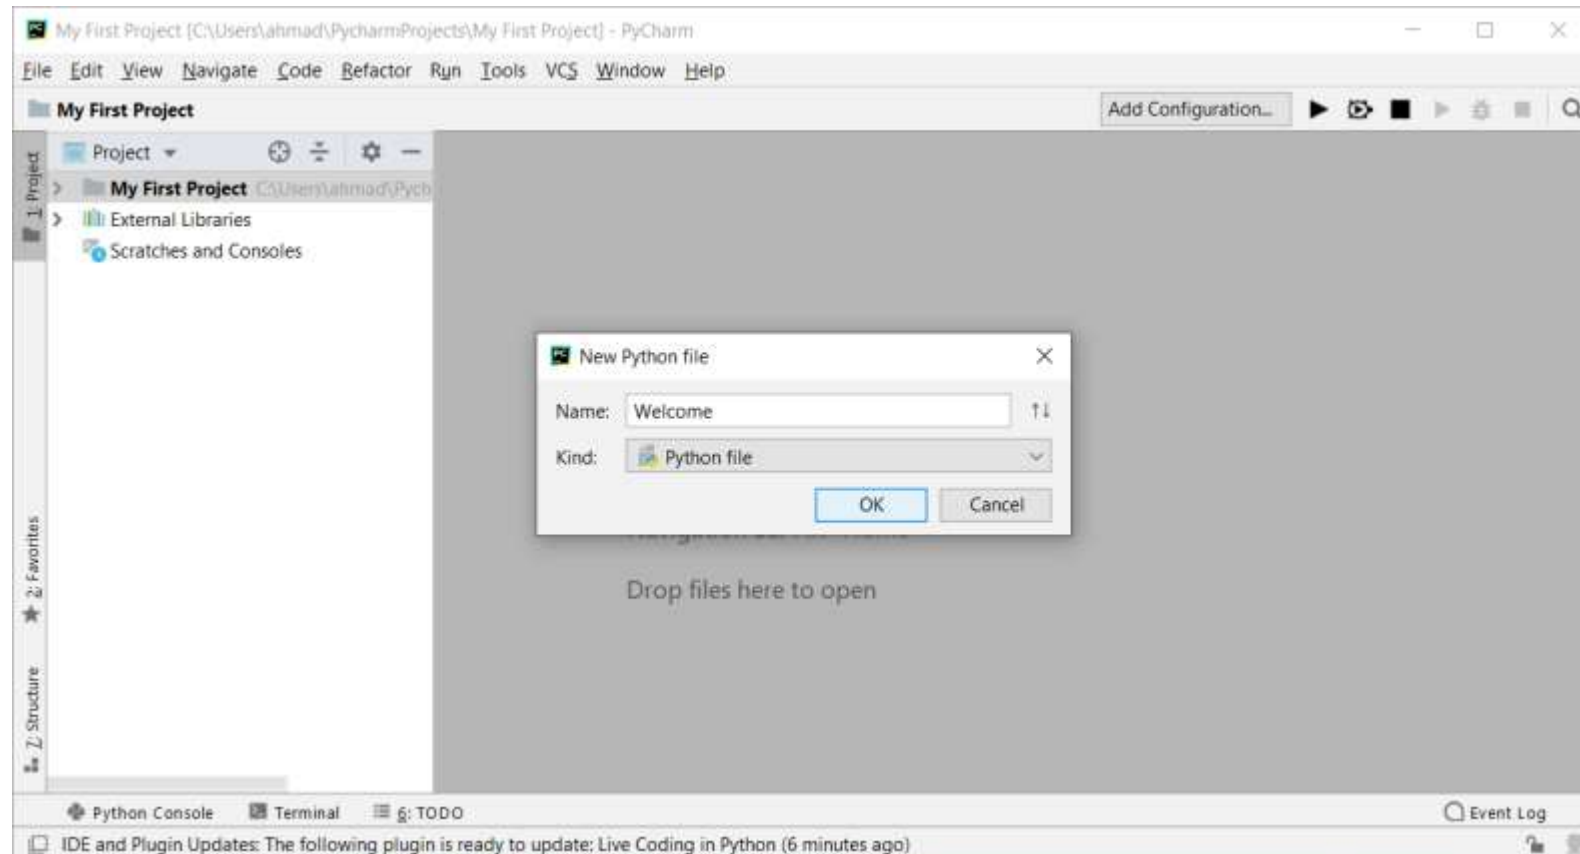 My First Project [C:\Users\ahmad\PycharmProjects\My First Project] - PyCharm
File Edit View Navigate Code Refactor Run Tools VCS Window Help
My First Project
Add Configuration...
1: Project
Project
My First Project C:\Users\ahmad\Pych
External Libraries
Scratches and Consoles
New Python file
Name: Welcome
Kind: Python file
OK Cancel
Drop files here to open
2: Favorites
7: Structure
Python Console Terminal 6: TODO
Event Log
IDE and Plugin Updates: The following plugin is ready to update: Live Coding in Python (6 minutes ago)